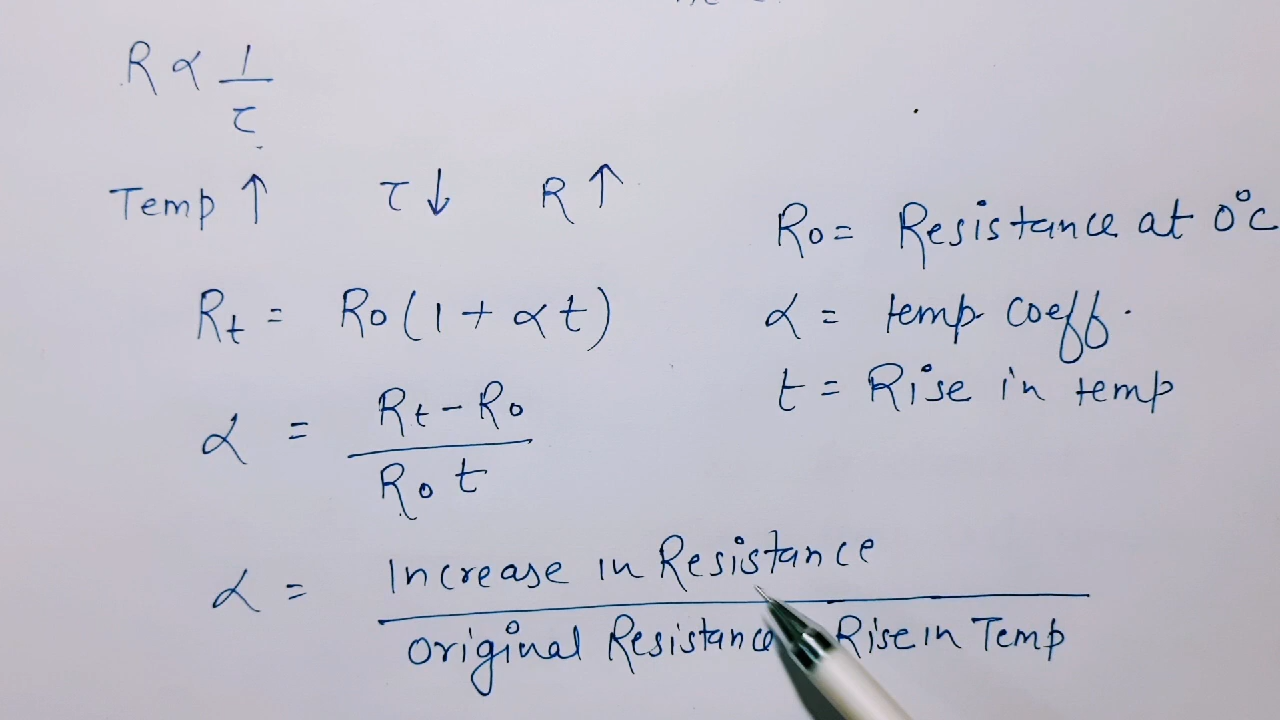 R ∝ 1/τ
Temp ↑ τ ↓ R ↑
R₀ = Resistance at 0°C
Rt = R₀(1 + αt)
α = temp coeff.
t = Rise in temp
α = (Rt - R₀)/(R₀ t)
α = Increase in Resistance
original Resistance Rise in Temp